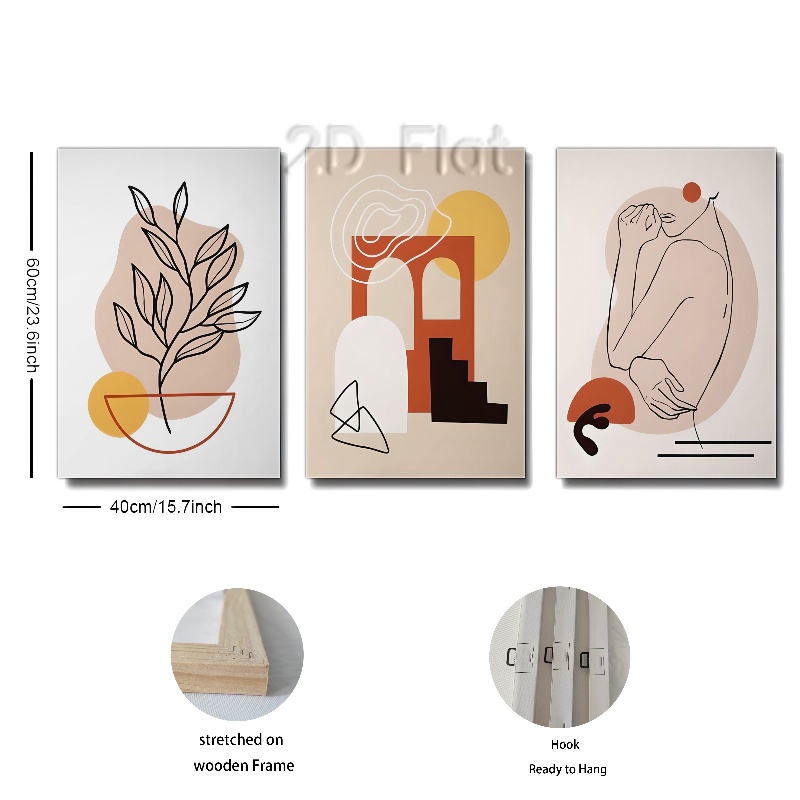 2D Flat
60cm/23.6inch
40cm/15.7inch
stretched on
wooden Frame
Hook
Ready to Hang